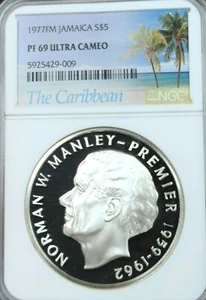 1977FM JAMAICA S$5
PF 69 ULTRA CAMEO
5925429-009
The Caribbean
NGC
NORMAN W. MANLEY-PREMIER 1959-1962